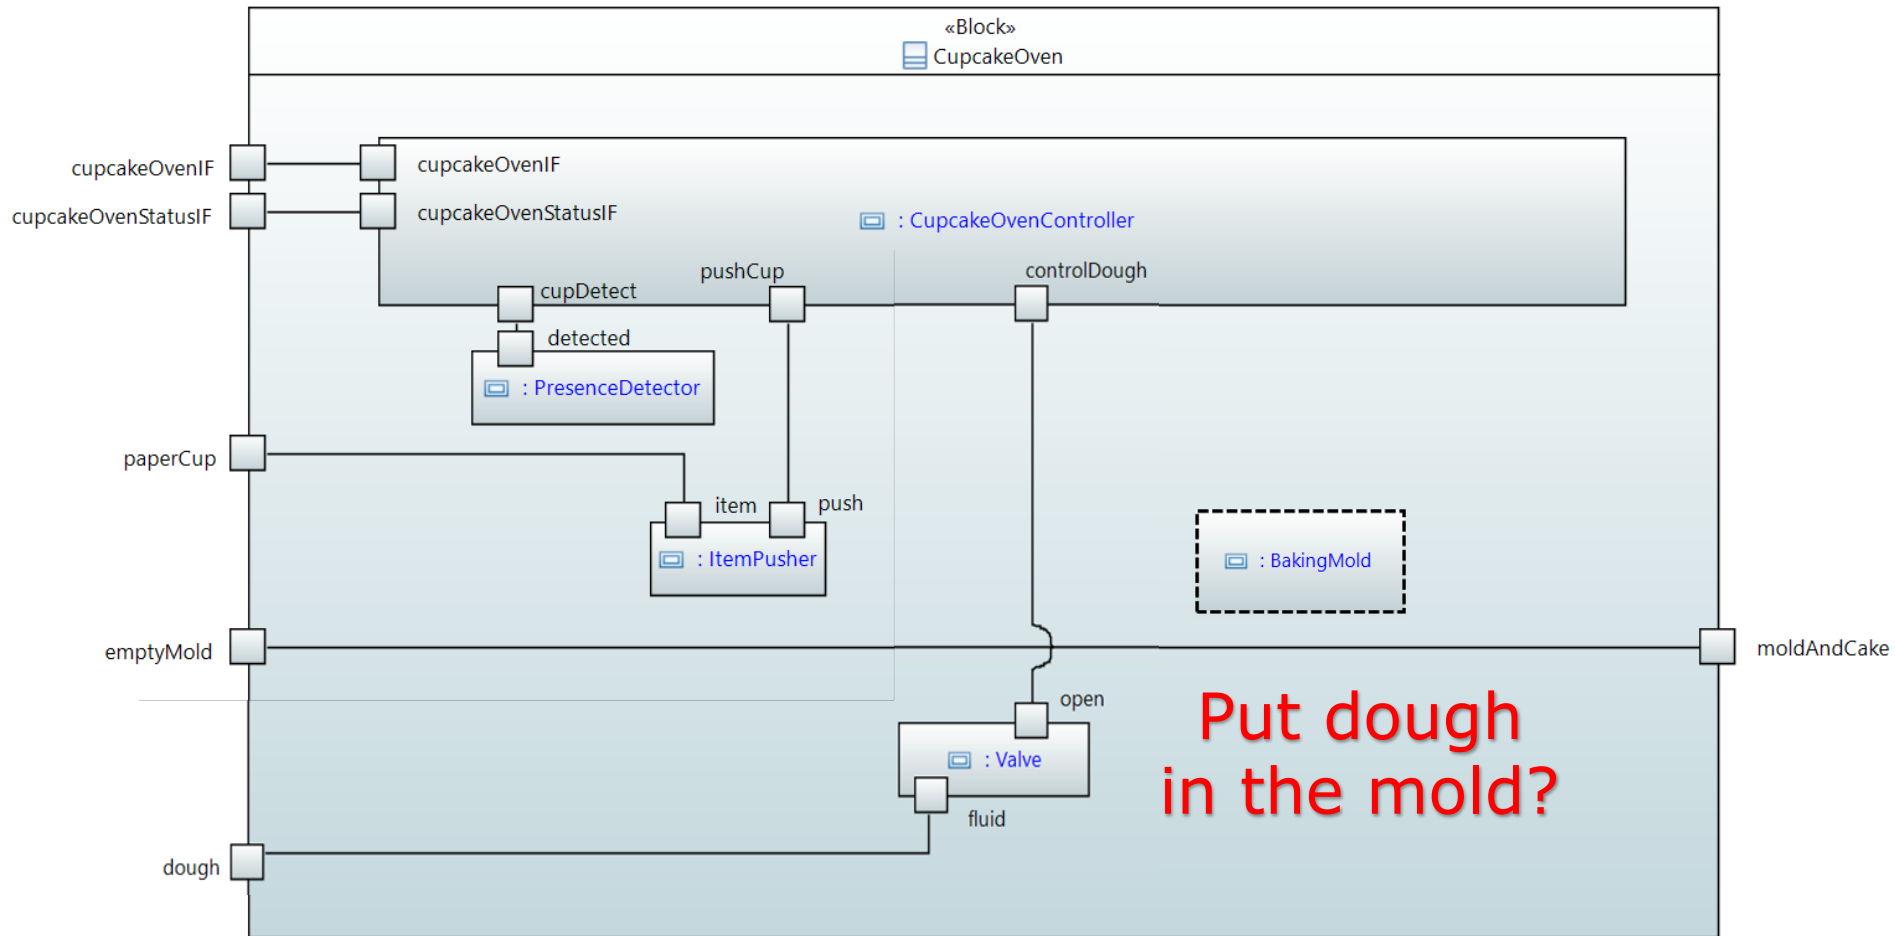 «Block»
CupcakeOven
cupcakeOvenIF
cupcakeOvenIF
cupcakeOvenStatusIF
cupcakeOvenStatusIF
: CupcakeOvenController
pushCup
controlDough
cupDetect
detected
: PresenceDetector
paperCup
item
push
: ItemPusher
: BakingMold
emptyMold
moldAndCake
open
: Valve
Put dough
in the mold?
fluid
dough